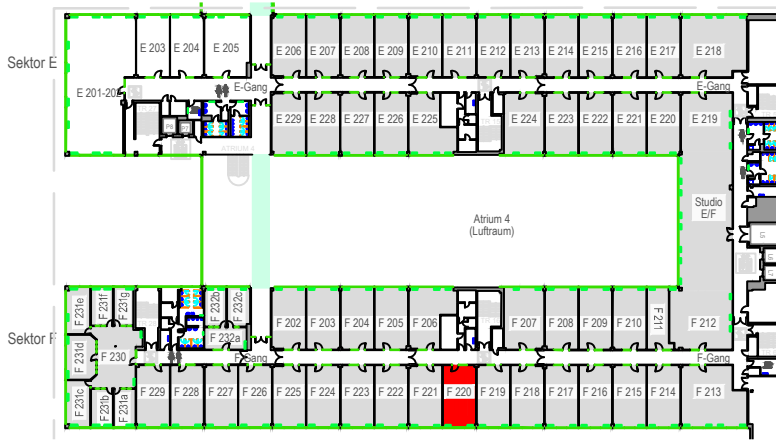 Sektor E
E 203
E 204
E 205
E 206
E 207
E 208
E 209
E 210
E 211
E 212
E 213
E 214
E 215
E 216
E 217
E 218
E 201-202
E-Gang
E-Gang
E 229
E 228
E 227
E 226
E 225
E 224
E 223
E 222
E 221
E 220
E 219
ATRIUM 4
Atrium 4
(Luftraum)
Studio
E/F
Sektor F
F 231e
F 231f
F 231g
F 232b
F 232c
F 202
F 203
F 204
F 205
F 206
F 207
F 208
F 209
F 210
F 211
F 212
F 232a
F 231d
F 230
F-Gang
F-Gang
F 231c
F 231b
F 231a
F 229
F 228
F 227
F 226
F 225
F 224
F 223
F 222
F 221
F 220
F 219
F 218
F 217
F 216
F 215
F 214
F 213